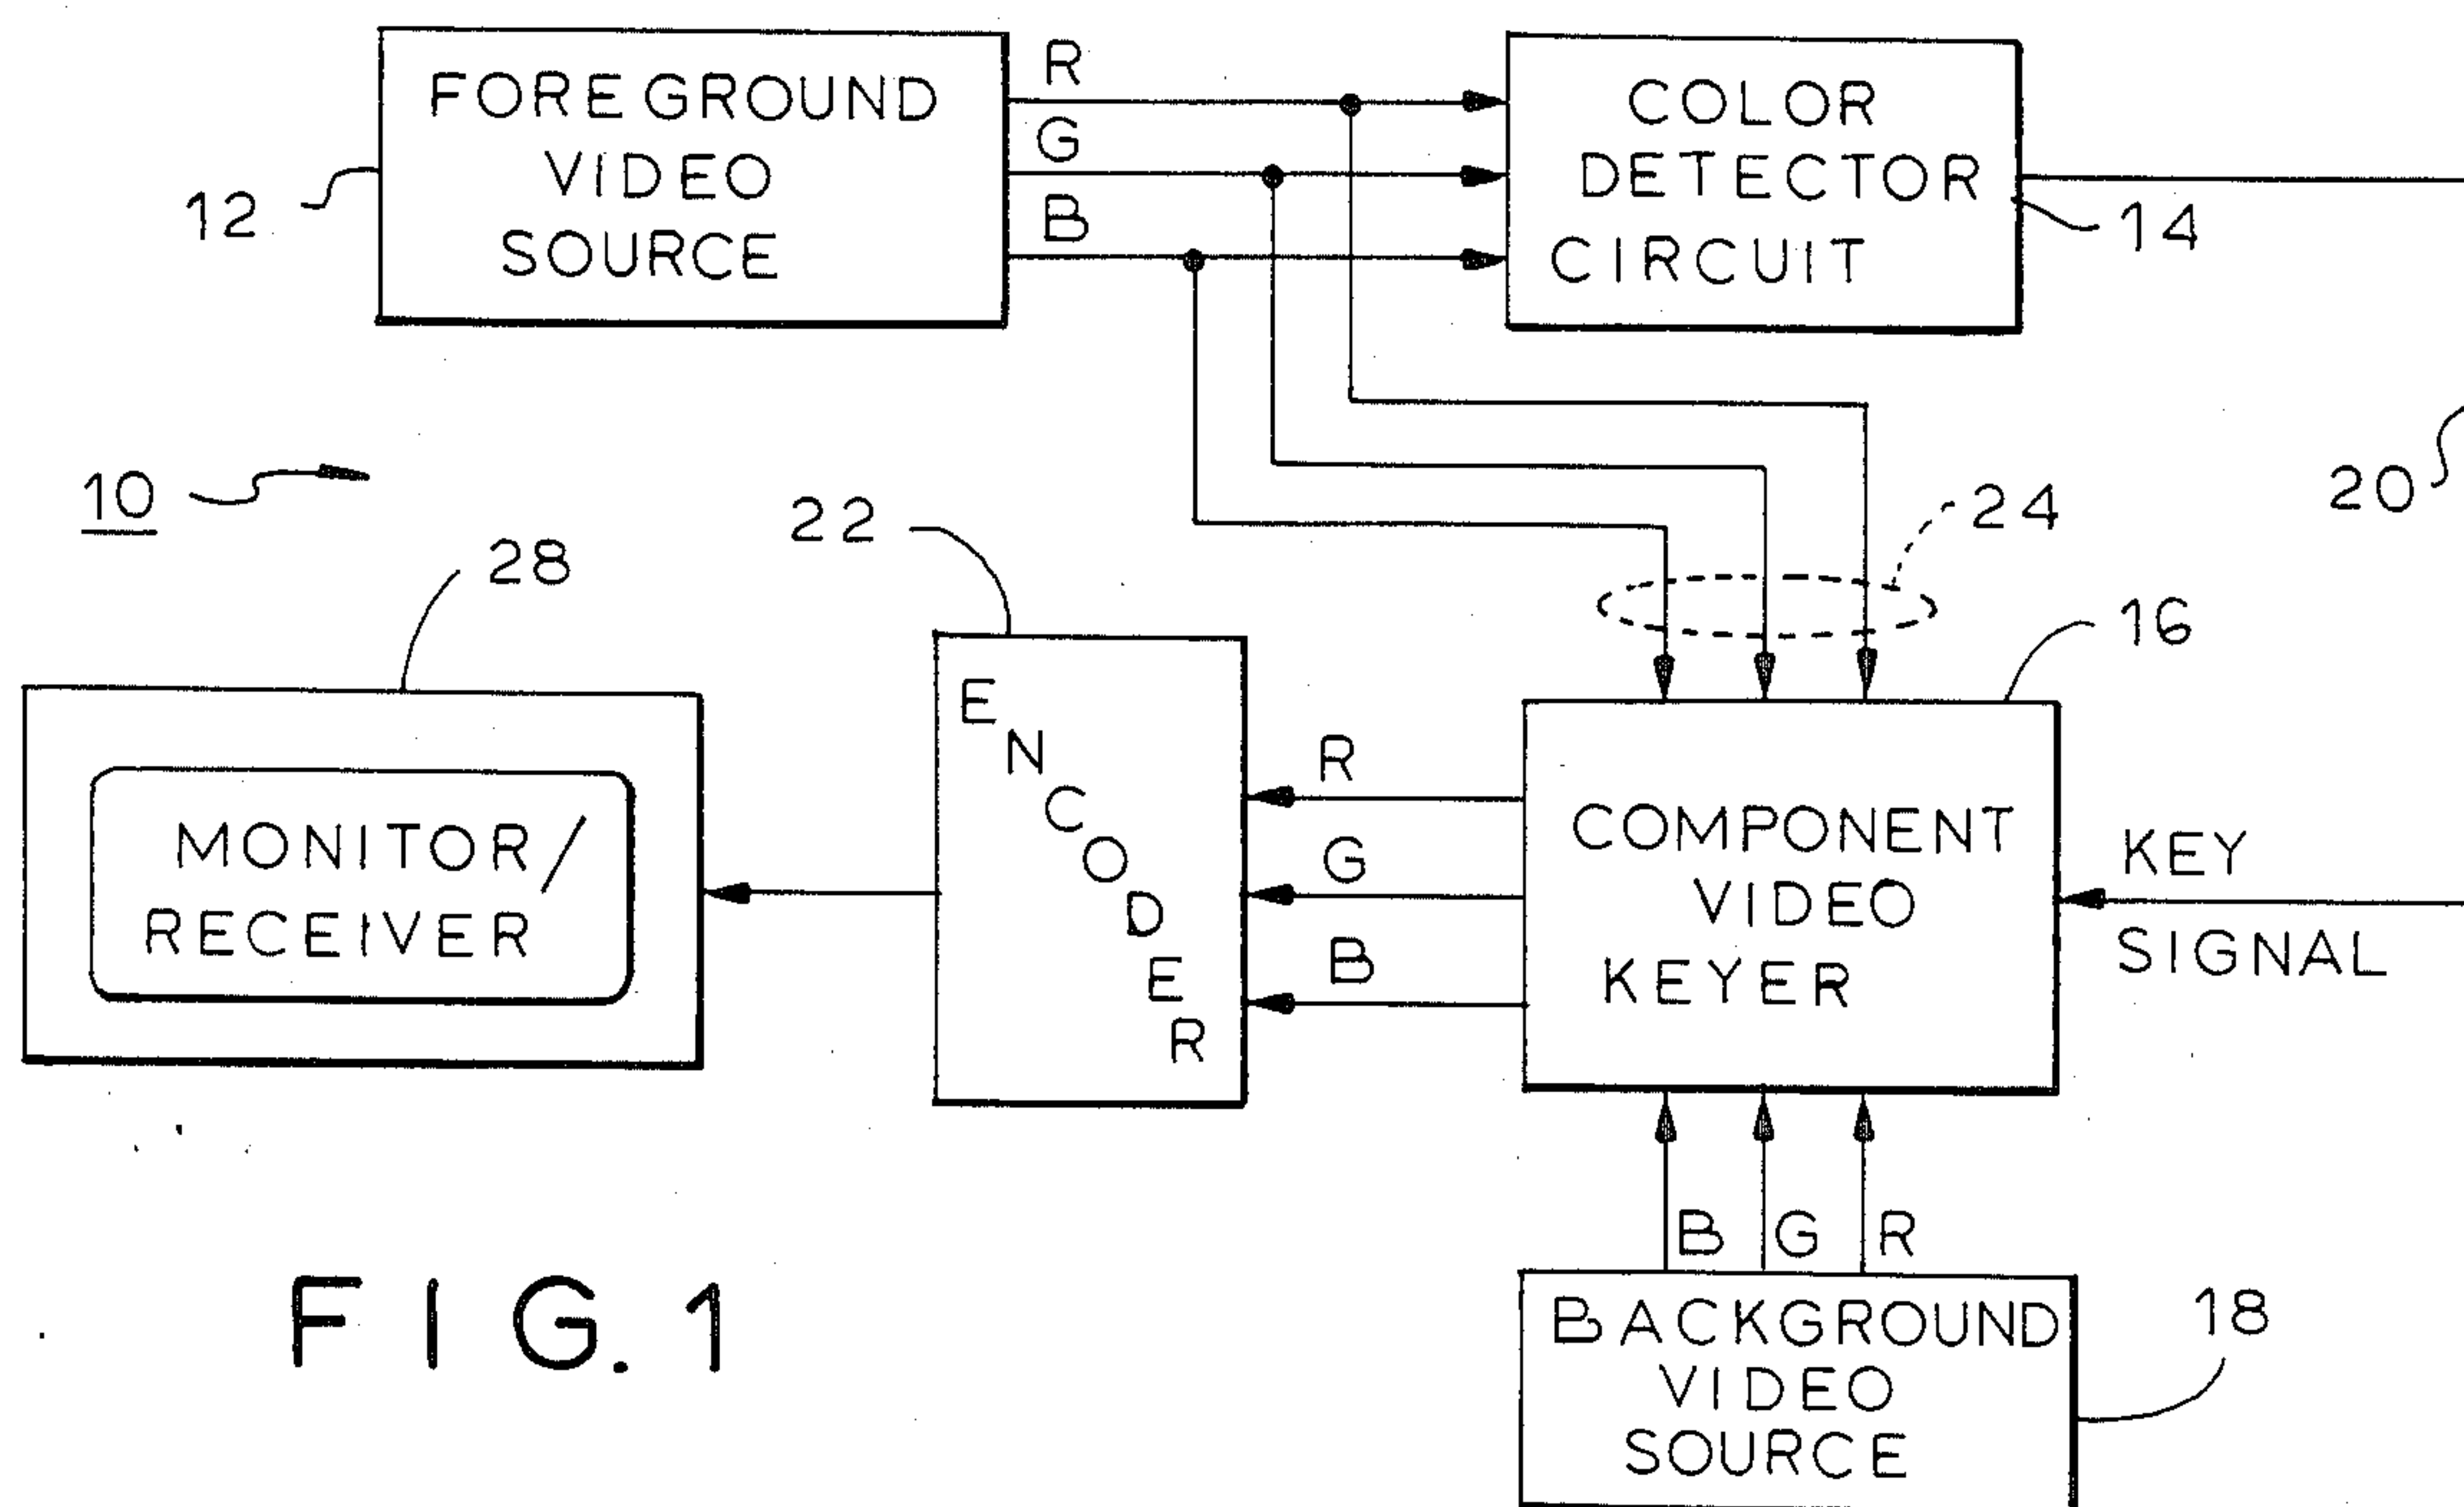 FOREGROUND
VIDEO
SOURCE
12
R
G
B
COLOR
DETECTOR
CIRCUIT
14
10
20
24
28
MONITOR/
RECEIVER
22
ENCODER
R
G
B
16
COMPONENT
VIDEO
KEYER
KEY
SIGNAL
B G R
BACKGROUND
VIDEO
SOURCE
18
FIG. 1